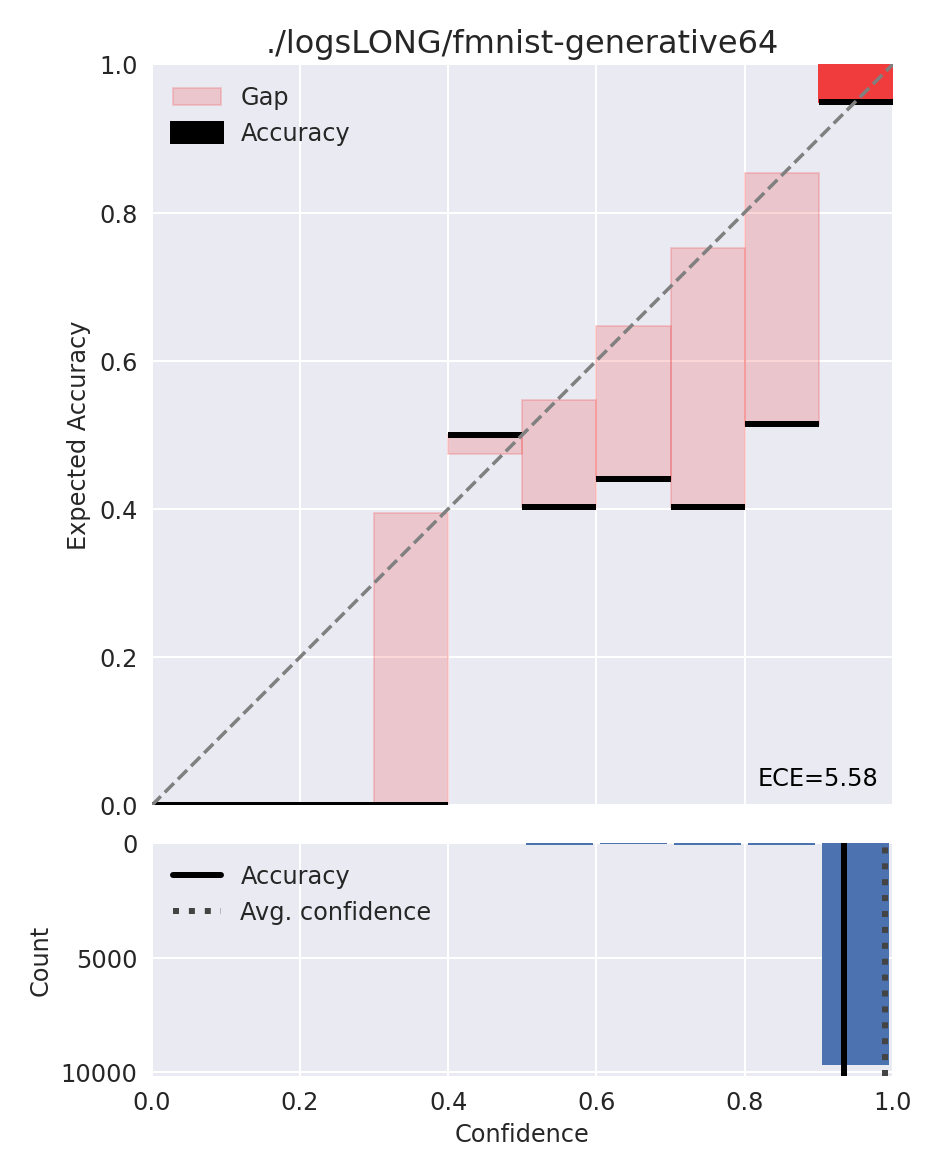 ./logsLONG/fmnist-generative64
1.0
Gap
Accuracy
0.8
0.6
Expected Accuracy
0.4
0.2
ECE=5.58
0.0
0
Accuracy
Avg. confidence
Count
5000
10000
0.0 0.2 0.4 0.6 0.8 1.0
Confidence